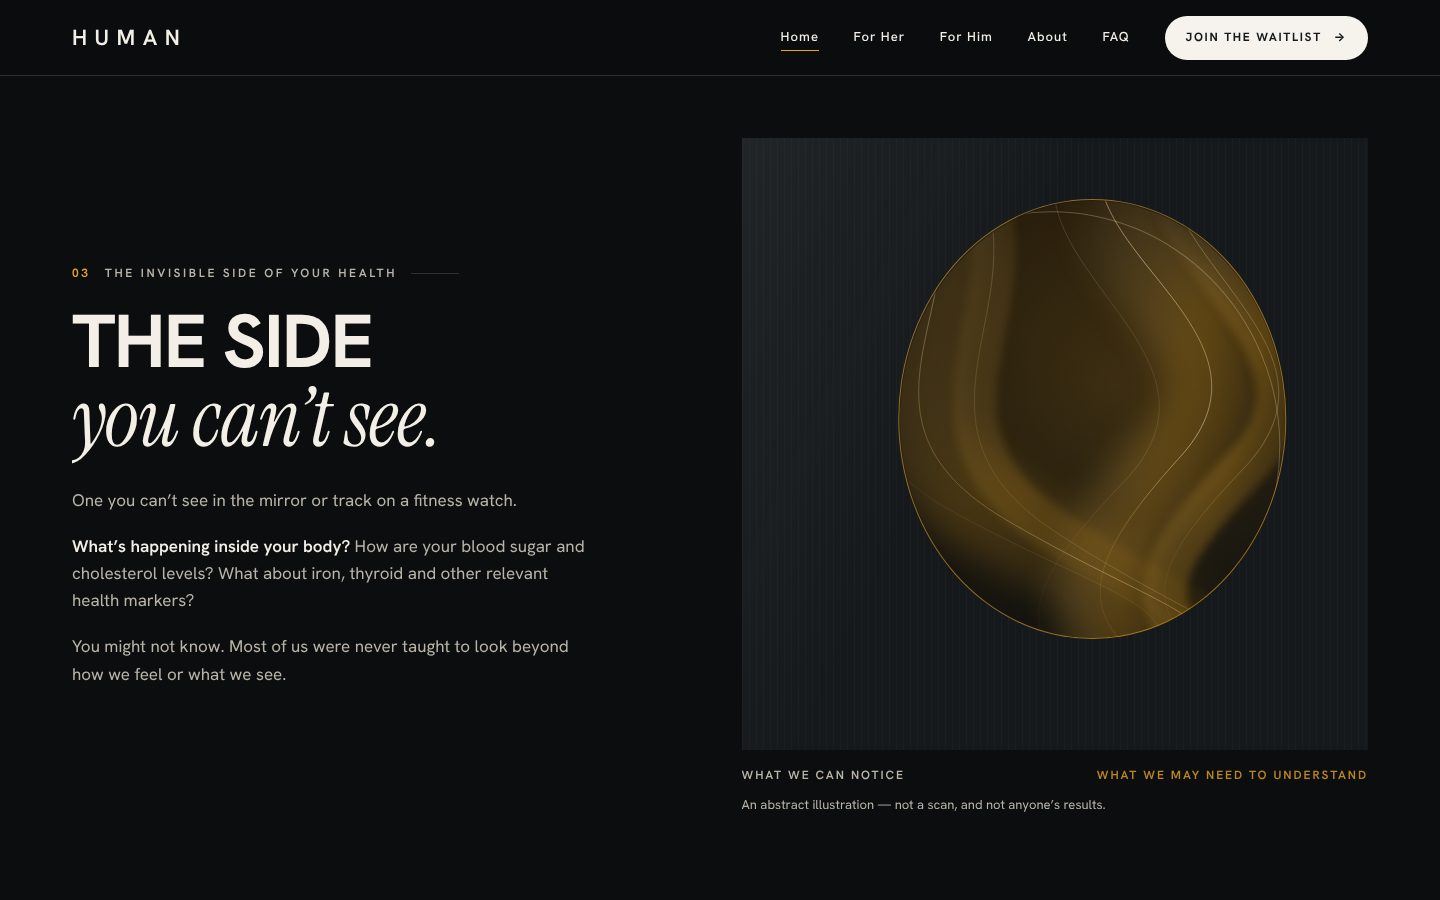 HUMAN
Home
For Her
For Him
About
FAQ
JOIN THE WAITLIST →
03 THE INVISIBLE SIDE OF YOUR HEALTH
THE SIDE
you can’t see.
One you can’t see in the mirror or track on a fitness watch.
What’s happening inside your body? How are your blood sugar and
cholesterol levels? What about iron, thyroid and other relevant
health markers?
You might not know. Most of us were never taught to look beyond
how we feel or what we see.
WHAT WE CAN NOTICE
WHAT WE MAY NEED TO UNDERSTAND
An abstract illustration — not a scan, and not anyone’s results.